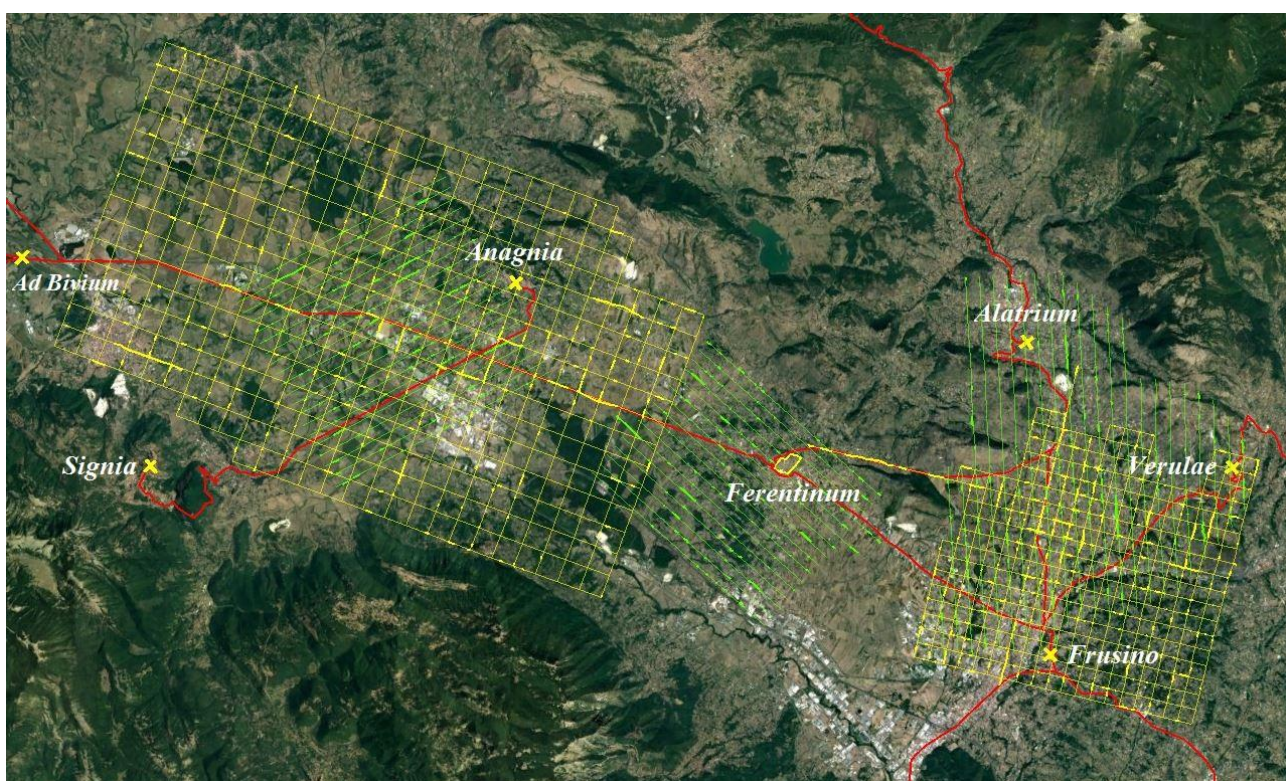 Anagnia
Ad Bivium
Alatrium
Signia
Ferentinum
Verulae
Frusino